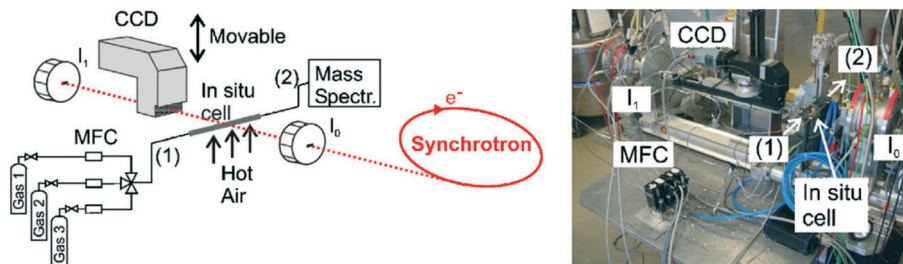 CCD
Movable
I1
In situ
cell
(2)
Mass
Spectr.
e-
Synchrotron
I0
MFC
(1)
Hot
Air
Gas 1
Gas 2
Gas 3
CCD
(2)
I1
(1)
I0
MFC
In situ
cell